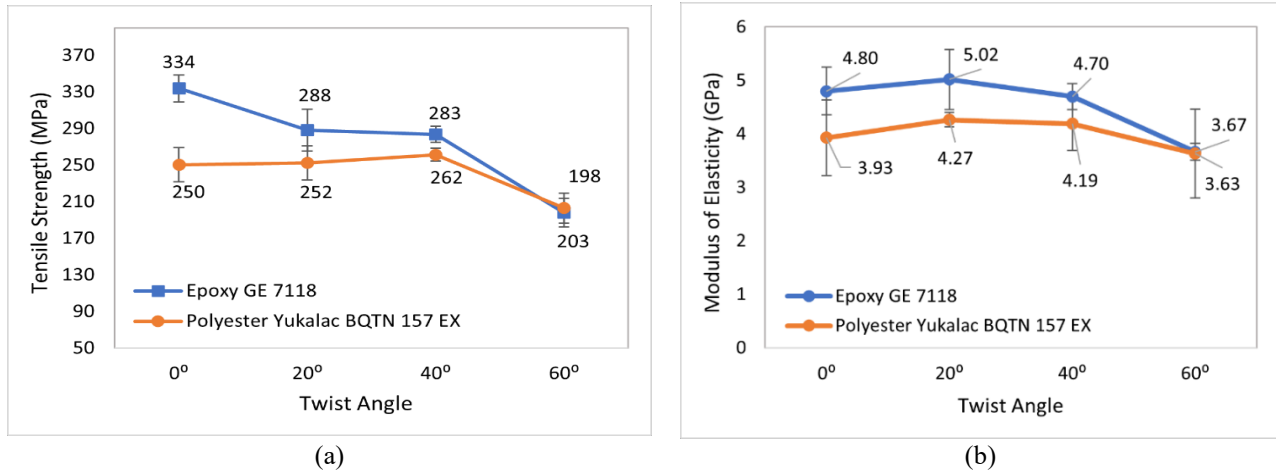 370
330
290
250
210
170
130
90
50
Tensile Strength (MPa)
334
288
283
198
250
252
262
203
Epoxy GE 7118
Polyester Yukalac BQTN 157 EX
0º
20º
40º
60º
Twist Angle
(a)
6
5
4
3
2
1
0
Modulus of Elasticity (GPa)
4.80
5.02
4.70
3.67
3.93
4.27
4.19
3.63
Epoxy GE 7118
Polyester Yukalac BQTN 157 EX
0º
20º
40º
60º
Twist Angle
(b)